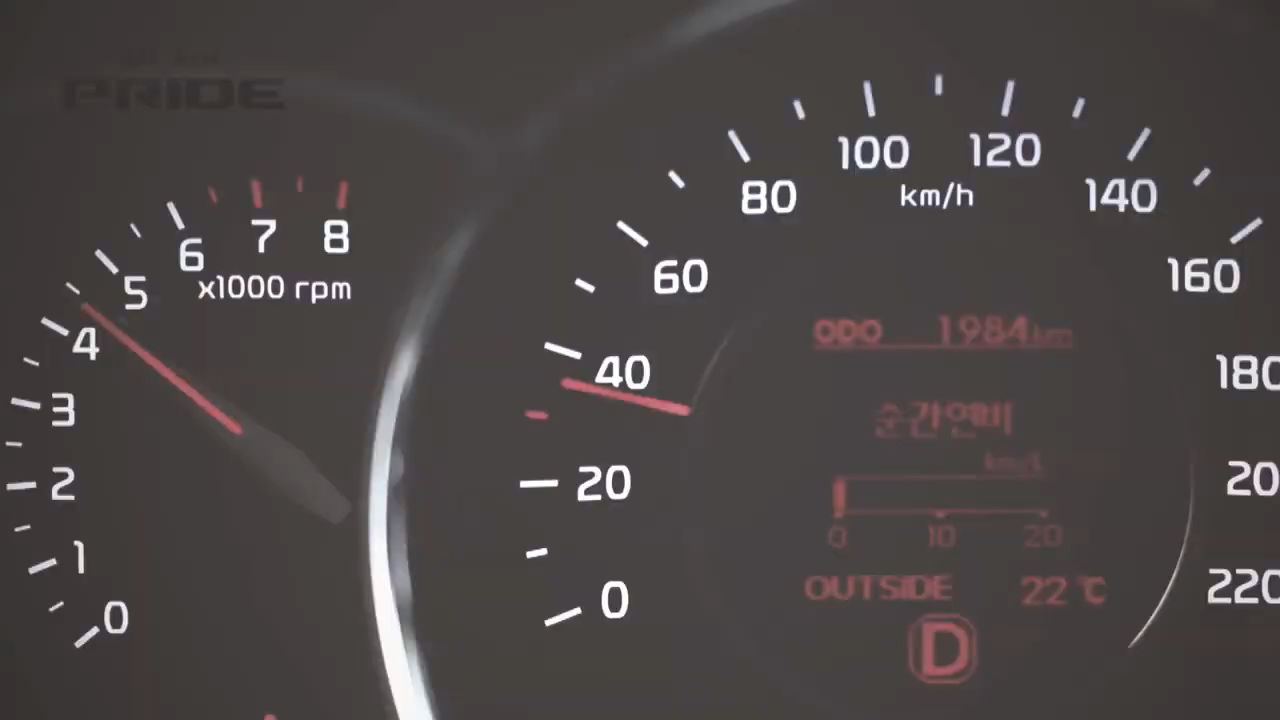 PRIDE
0
1
2
3
4
5
6
7
8
x1000 rpm
0
20
40
60
80
100
120
140
160
180
20
220
km/h
ODO 1984km
순간연비
km/L
0 10 20
OUTSIDE 22 ℃
D